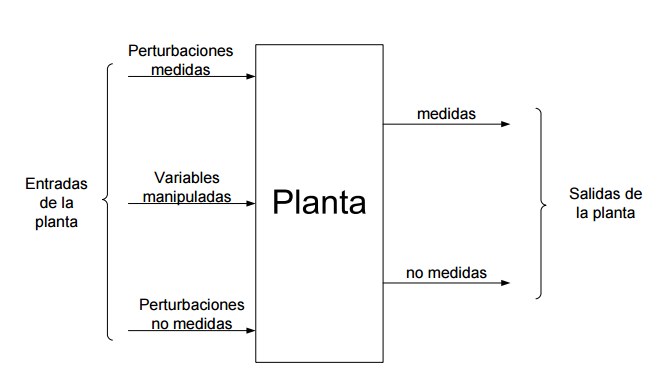 Perturbaciones
medidas
Entradas
de la
planta
Variables
manipuladas
Perturbaciones
no medidas
Planta
medidas
no medidas
Salidas de
la planta